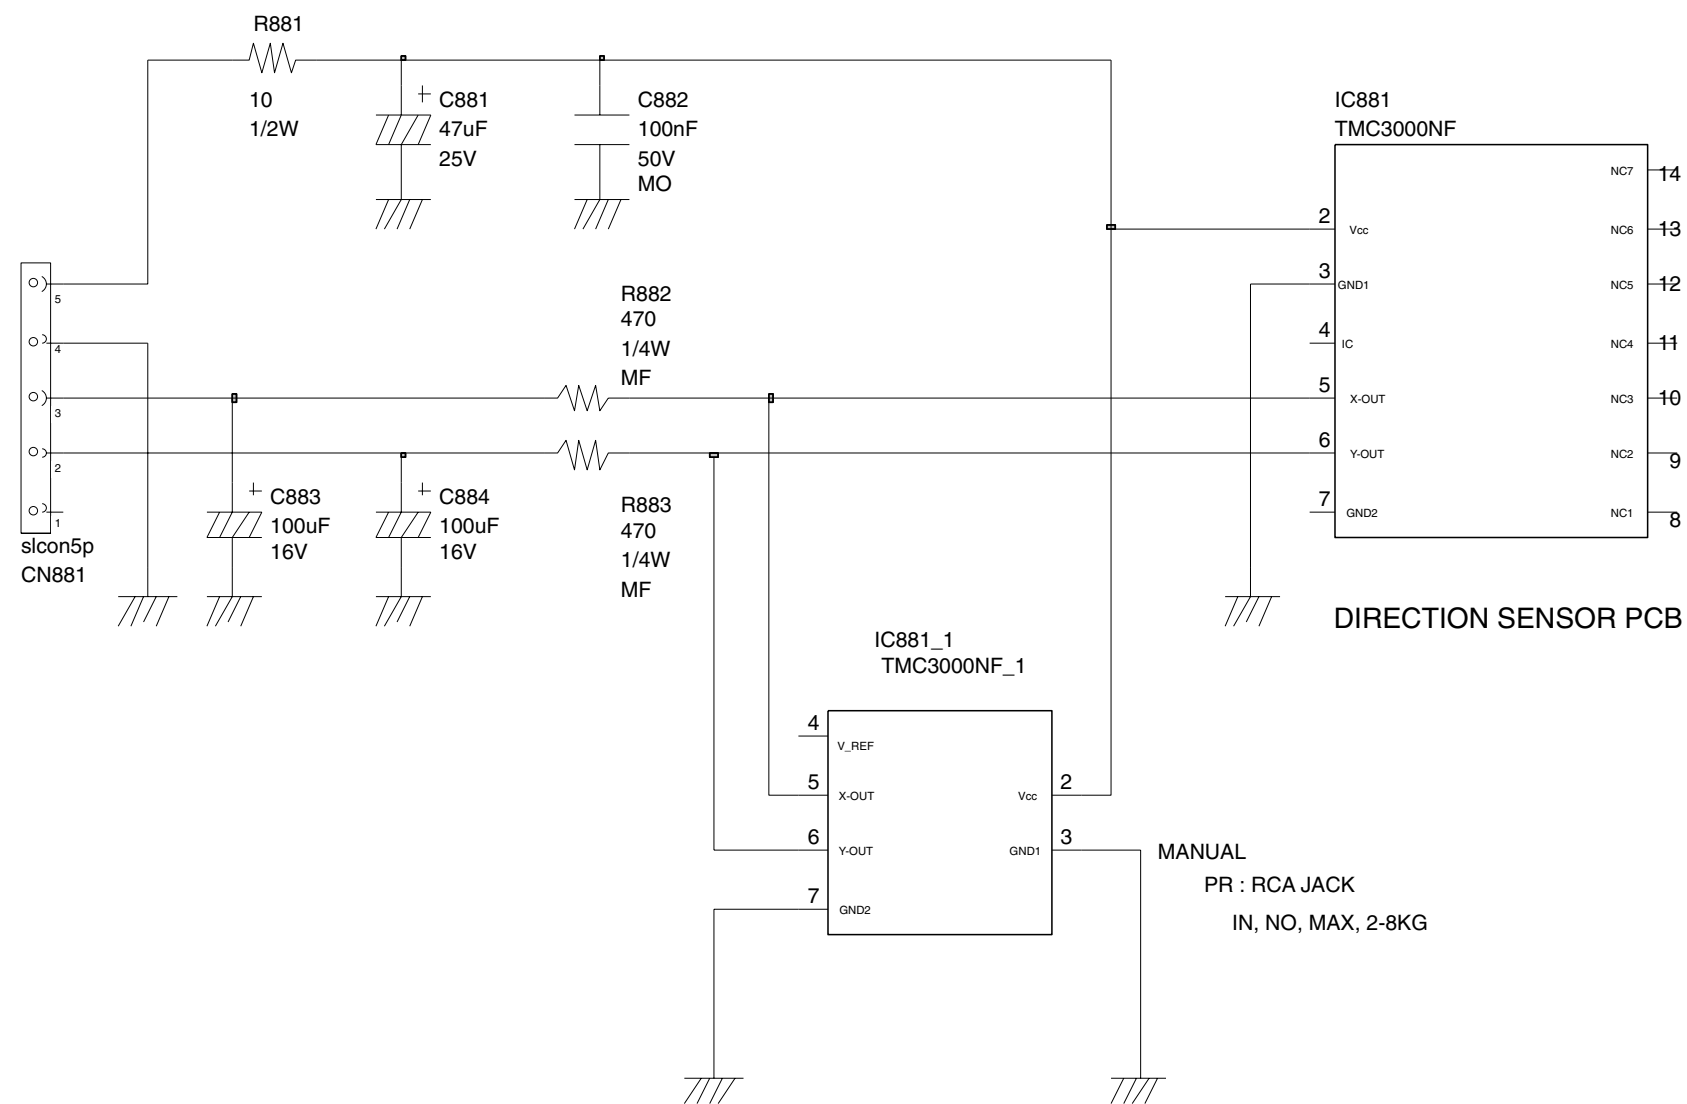 R881
10
1/2W
+ C881
47uF
25V
C882
100nF
50V
MO
IC881
TMC3000NF
2
Vcc
3
GND1
4
IC
5
X-OUT
6
Y-OUT
7
GND2
NC7
14
NC6
13
NC5
12
NC4
11
NC3
10
NC2
9
NC1
8
5
4
3
2
1
slcon5p
CN881
R882
470
1/4W
MF
+ C883
100uF
16V
+ C884
100uF
16V
R883
470
1/4W
MF
DIRECTION SENSOR PCB
IC881_1
TMC3000NF_1
4
V_REF
5
X-OUT
6
Y-OUT
7
GND2
2
Vcc
3
GND1
MANUAL
PR : RCA JACK
IN, NO, MAX, 2-8KG